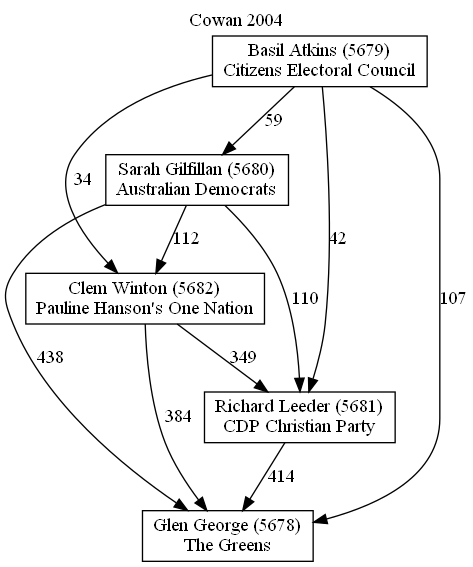 Cowan 2004
Basil Atkins (5679)
Citizens Electoral Council
59
Sarah Gilfillan (5680)
Australian Democrats
34
112
42
Clem Winton (5682)
Pauline Hanson's One Nation
110
107
438
349
384
Richard Leeder (5681)
CDP Christian Party
414
Glen George (5678)
The Greens